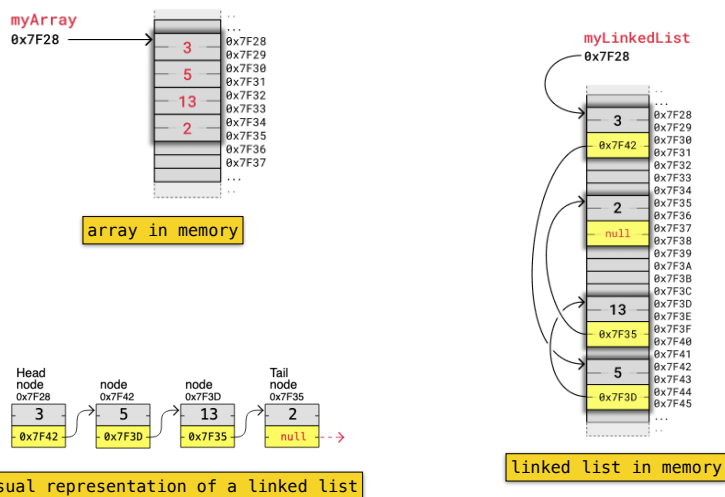 myArray
0x7F28
3
5
13
2
..
...
0x7F28
0x7F29
0x7F30
0x7F31
0x7F32
0x7F33
0x7F34
0x7F35
0x7F36
0x7F37
...
..
array in memory
myLinkedList
0x7F28
3
0x7F42
2
null
13
0x7F35
5
0x7F3D
..
...
0x7F28
0x7F29
0x7F30
0x7F31
0x7F32
0x7F33
0x7F34
0x7F35
0x7F36
0x7F37
0x7F38
0x7F39
0x7F3A
0x7F3B
0x7F3C
0x7F3D
0x7F3E
0x7F3F
0x7F40
0x7F41
0x7F42
0x7F43
0x7F44
0x7F45
...
..
linked list in memory
Head
node
0x7F28
3
0x7F42
node
0x7F42
5
0x7F3D
node
0x7F3D
13
0x7F35
Tail
node
0x7F35
2
null
sual representation of a linked list